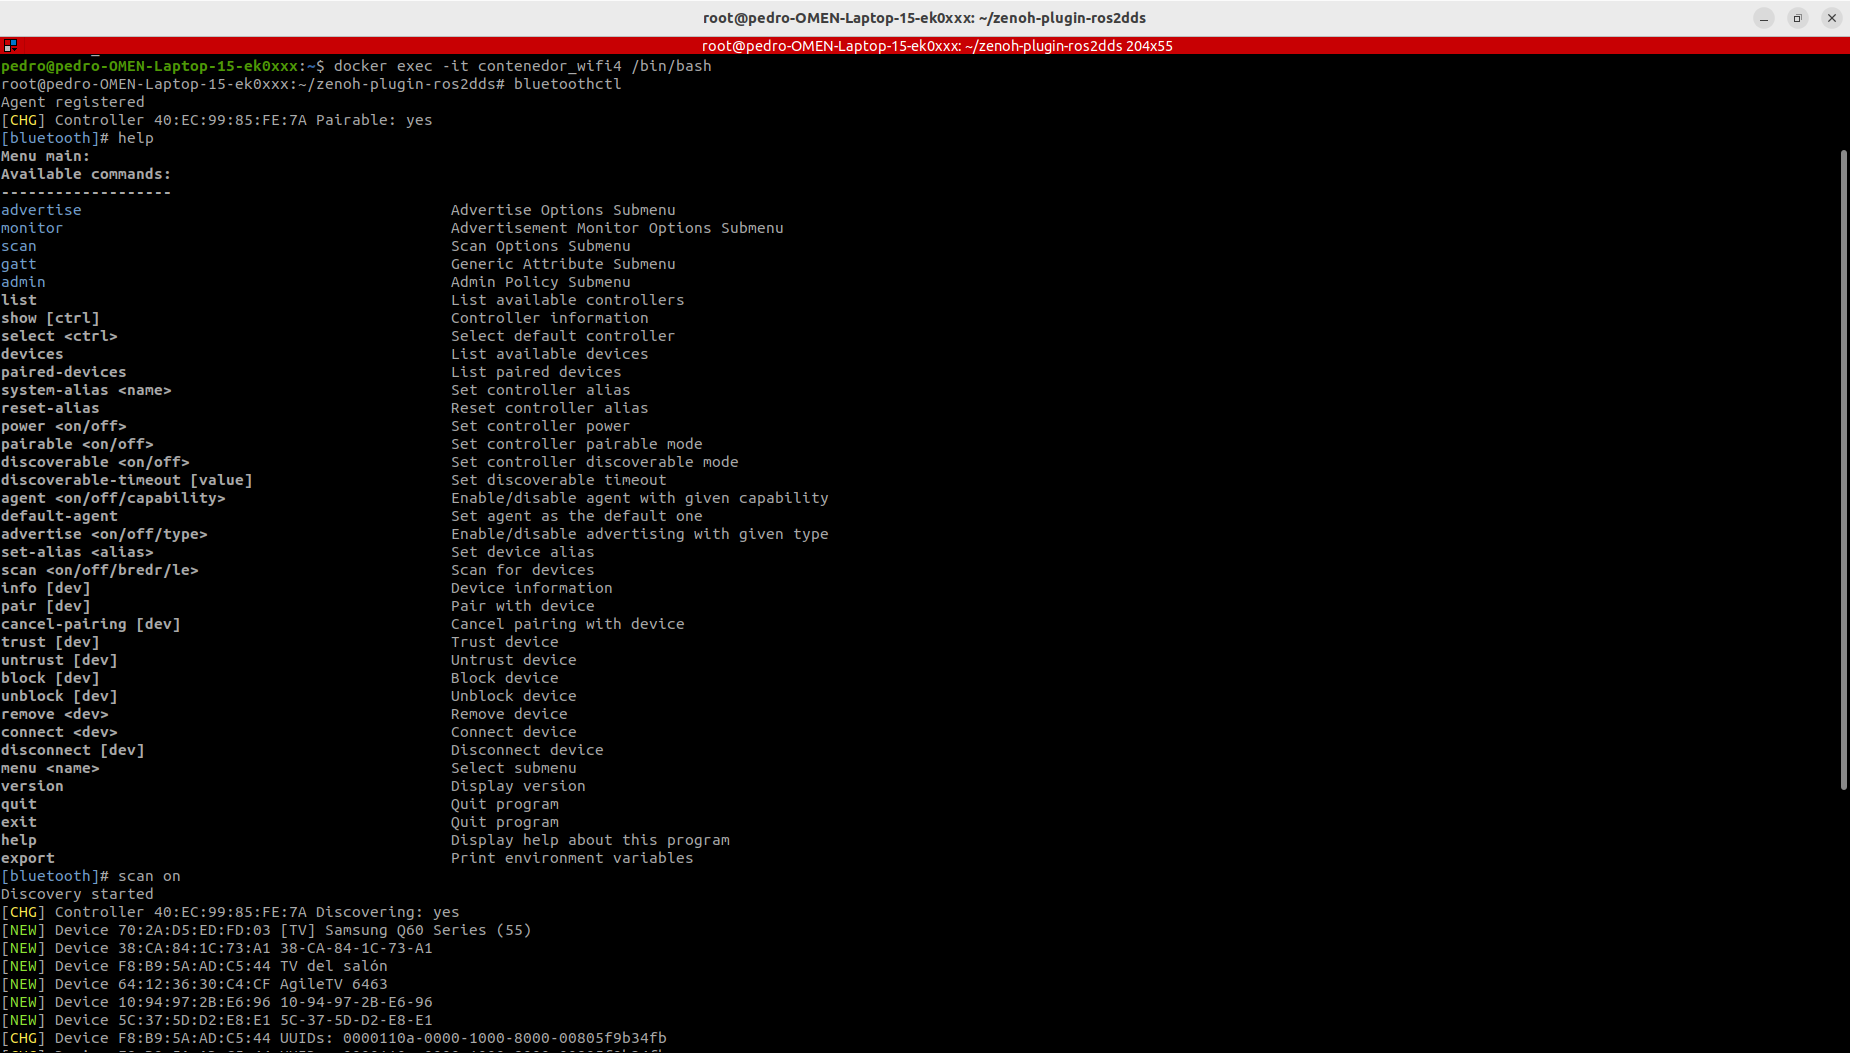 root@pedro-OMEN-Laptop-15-ek0xxx: ~/zenoh-plugin-ros2dds
root@pedro-OMEN-Laptop-15-ek0xxx: ~/zenoh-plugin-ros2dds 204x55
pedro@pedro-OMEN-Laptop-15-ek0xxx:~$ docker exec -it contenedor_wifi4 /bin/bash
root@pedro-OMEN-Laptop-15-ek0xxx:~/zenoh-plugin-ros2dds# bluetoothctl
Agent registered
[CHG] Controller 40:EC:99:85:FE:7A Pairable: yes
[bluetooth]# help
Menu main:
Available commands:
-------------------
advertise Advertise Options Submenu
monitor Advertisement Monitor Options Submenu
scan Scan Options Submenu
gatt Generic Attribute Submenu
admin Admin Policy Submenu
list List available controllers
show [ctrl] Controller information
select <ctrl> Select default controller
devices List available devices
paired-devices List paired devices
system-alias <name> Set controller alias
reset-alias Reset controller alias
power <on/off> Set controller power
pairable <on/off> Set controller pairable mode
discoverable <on/off> Set controller discoverable mode
discoverable-timeout [value] Set discoverable timeout
agent <on/off/capability> Enable/disable agent with given capability
default-agent Set agent as the default one
advertise <on/off/type> Enable/disable advertising with given type
set-alias <alias> Set device alias
scan <on/off/bredr/le> Scan for devices
info [dev] Device information
pair [dev] Pair with device
cancel-pairing [dev] Cancel pairing with device
trust [dev] Trust device
untrust [dev] Untrust device
block [dev] Block device
unblock [dev] Unblock device
remove <dev> Remove device
connect <dev> Connect device
disconnect [dev] Disconnect device
menu <name> Select submenu
version Display version
quit Quit program
exit Quit program
help Display help about this program
export Print environment variables
[bluetooth]# scan on
Discovery started
[CHG] Controller 40:EC:99:85:FE:7A Discovering: yes
[NEW] Device 70:2A:D5:ED:FD:03 [TV] Samsung Q60 Series (55)
[NEW] Device 38:CA:84:1C:73:A1 38-CA-84-1C-73-A1
[NEW] Device F8:B9:5A:AD:C5:44 TV del salón
[NEW] Device 64:12:36:30:C4:CF AgileTV 6463
[NEW] Device 10:94:97:2B:E6:96 10-94-97-2B-E6-96
[NEW] Device 5C:37:5D:D2:E8:E1 5C-37-5D-D2-E8-E1
[CHG] Device F8:B9:5A:AD:C5:44 UUIDs: 0000110a-0000-1000-8000-00805f9b34fb